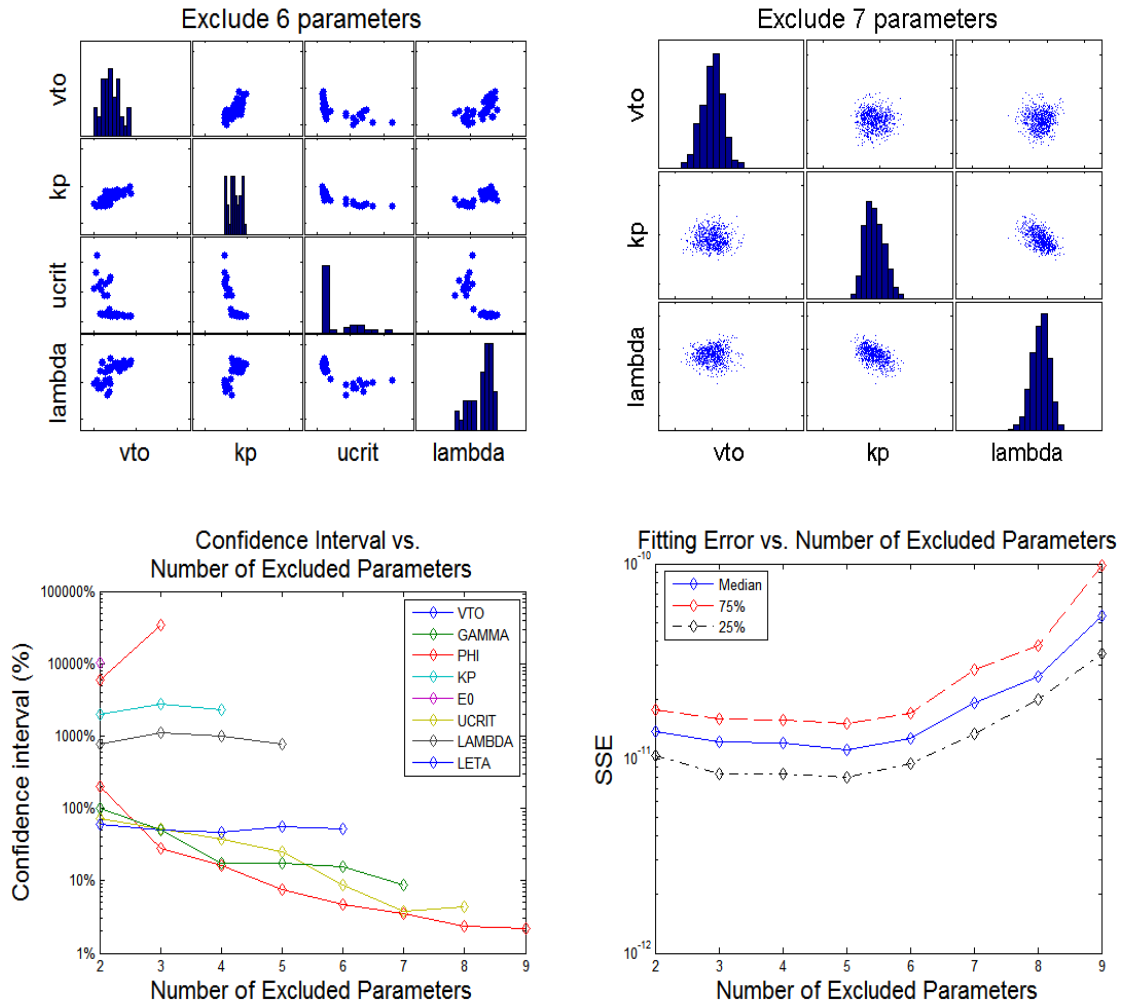 Exclude 6 parameters
vto
kp
ucrit
lambda
vto kp ucrit lambda
Exclude 7 parameters
vto
kp
lambda
vto kp lambda
Confidence Interval vs.
Number of Excluded Parameters
Confidence interval (%)
100000%
10000%
1000%
100%
10%
1%
VTO
GAMMA
PHI
KP
E0
UCRIT
LAMBDA
LETA
2 3 4 5 6 7 8 9
Number of Excluded Parameters
Fitting Error vs. Number of Excluded Parameters
SSE
10^-10
10^-11
10^-12
Median
75%
25%
2 3 4 5 6 7 8 9
Number of Excluded Parameters